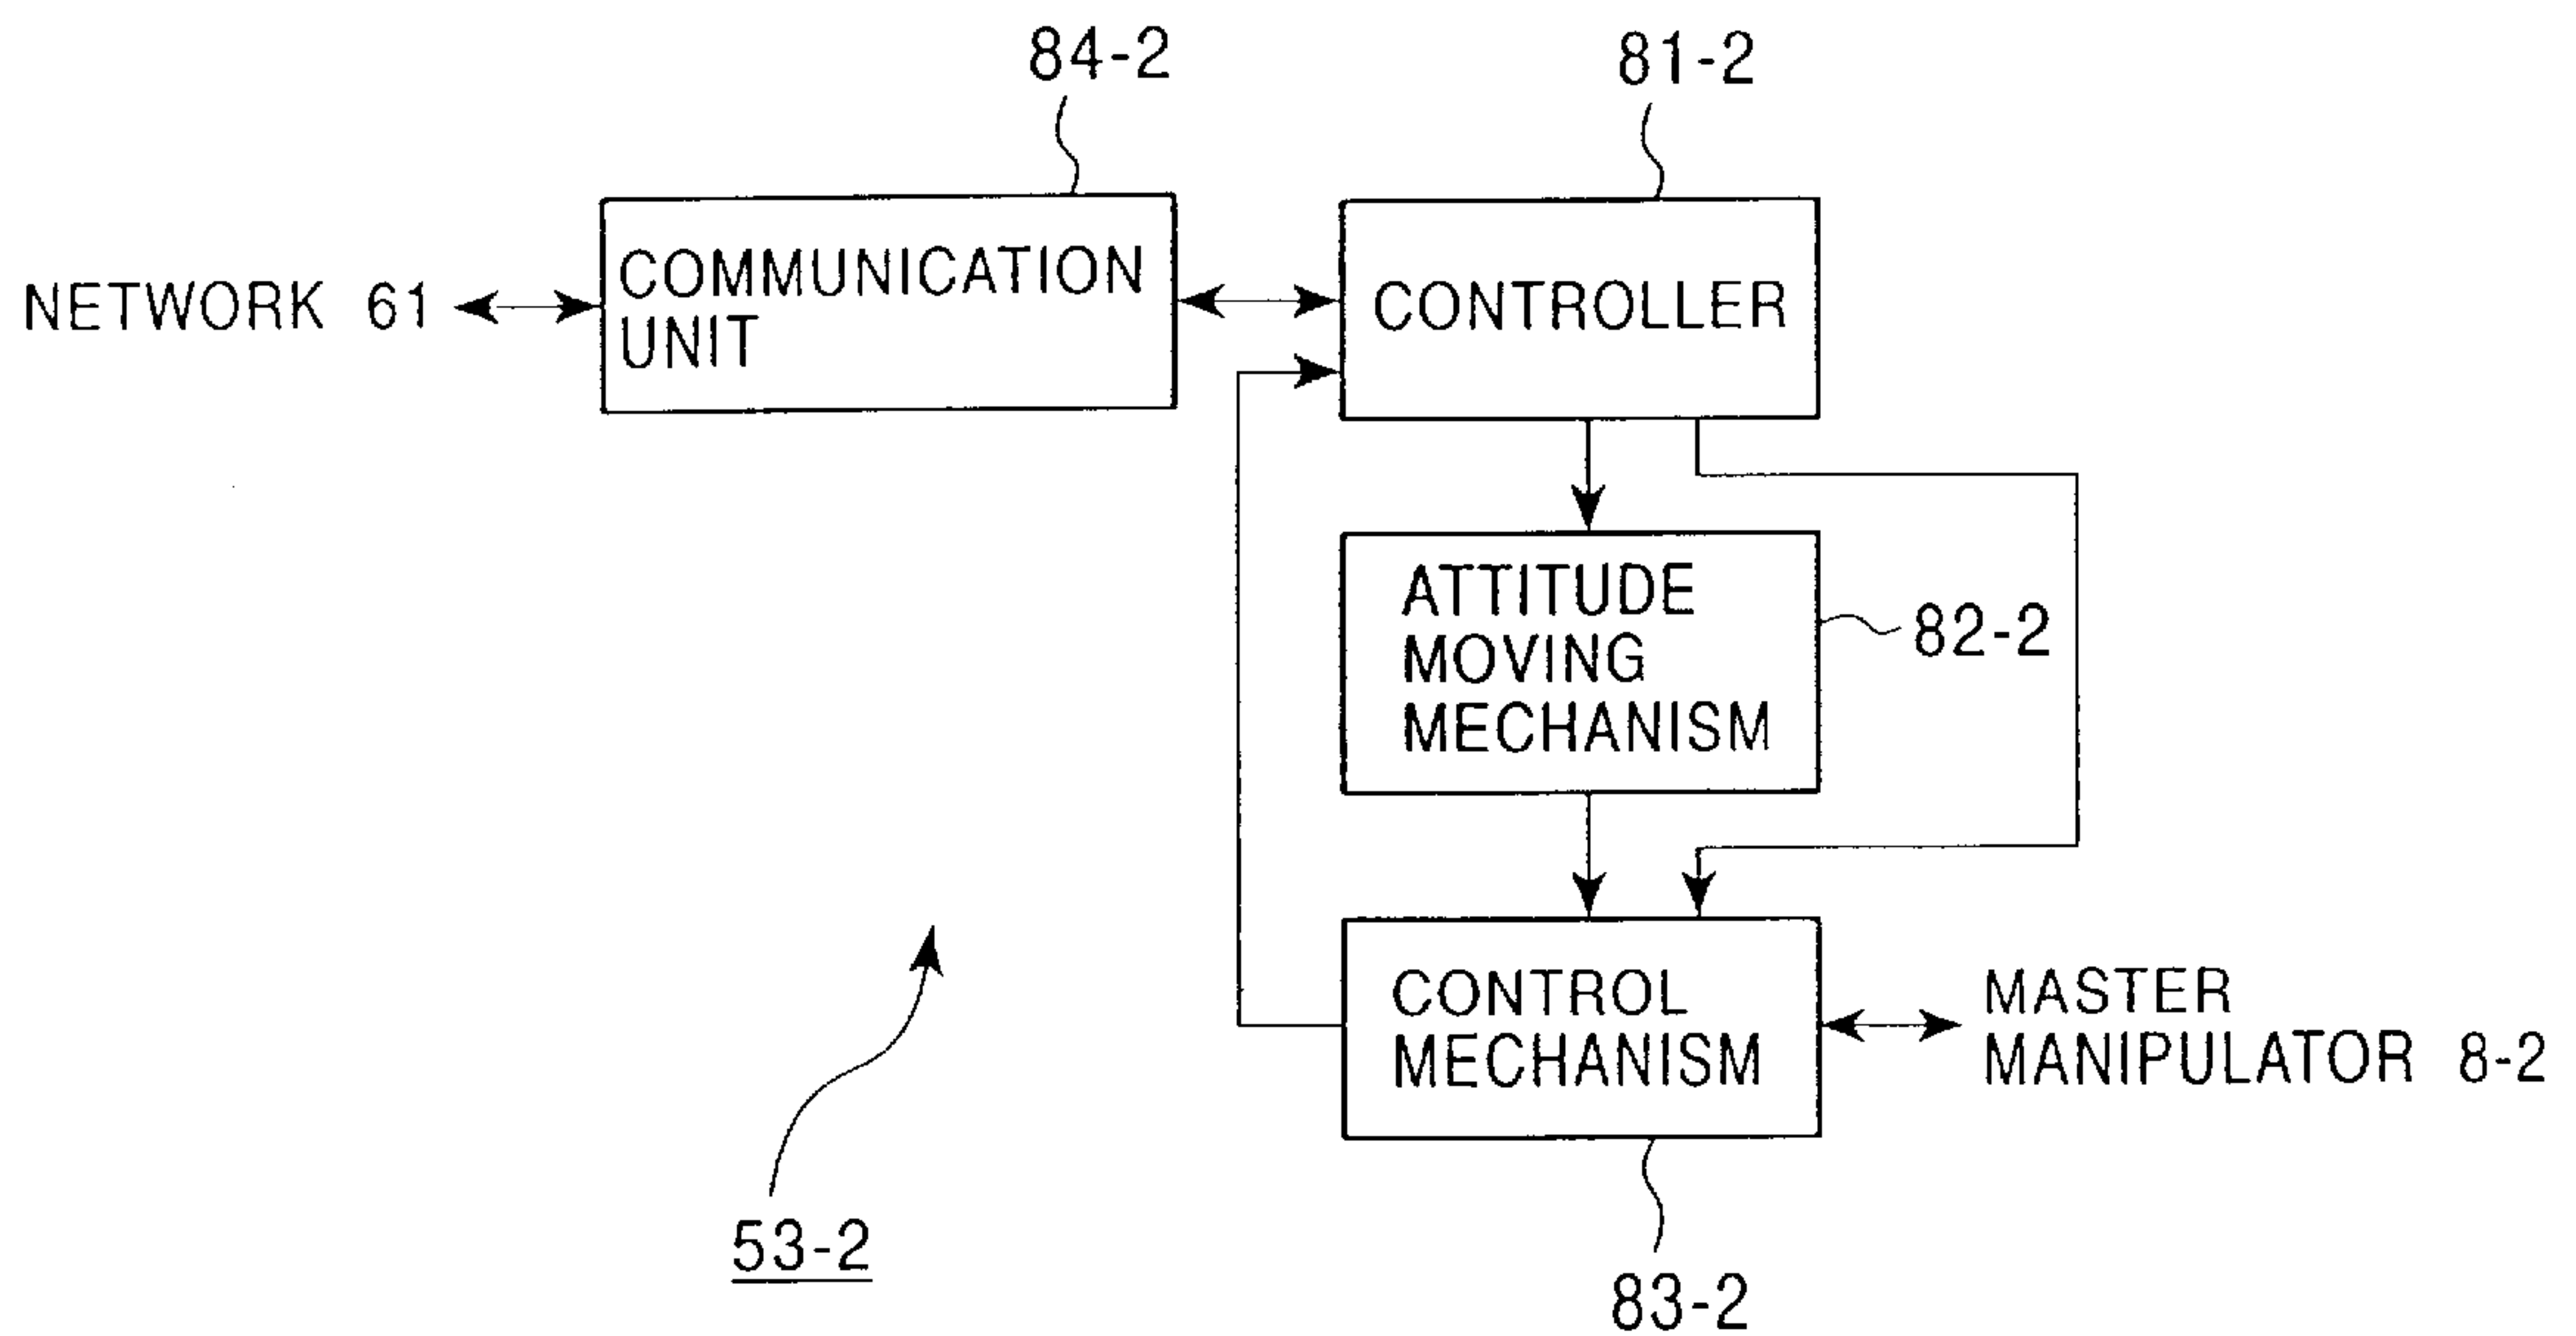 84-2
81-2
COMMUNICATION
UNIT
NETWORK 61
CONTROLLER
ATTITUDE
MOVING
MECHANISM
82-2
CONTROL
MECHANISM
MASTER
MANIPULATOR 8-2
53-2
83-2